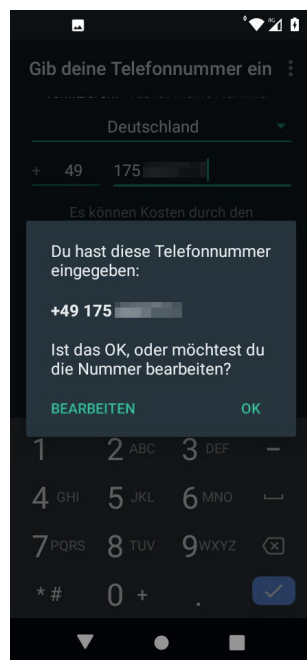 4G
Gib deine Telefonnummer ein
Deutschland
+ 49 175
Es können Kosten durch den
Du hast diese Telefonnummer
eingegeben:
+49 175
Ist das OK, oder möchtest du
die Nummer bearbeiten?
BEARBEITEN OK
1 2 ABC 3 DEF –
4 GHI 5 JKL 6 MNO
7 PQRS 8 TUV 9 WXYZ
* # 0 + .